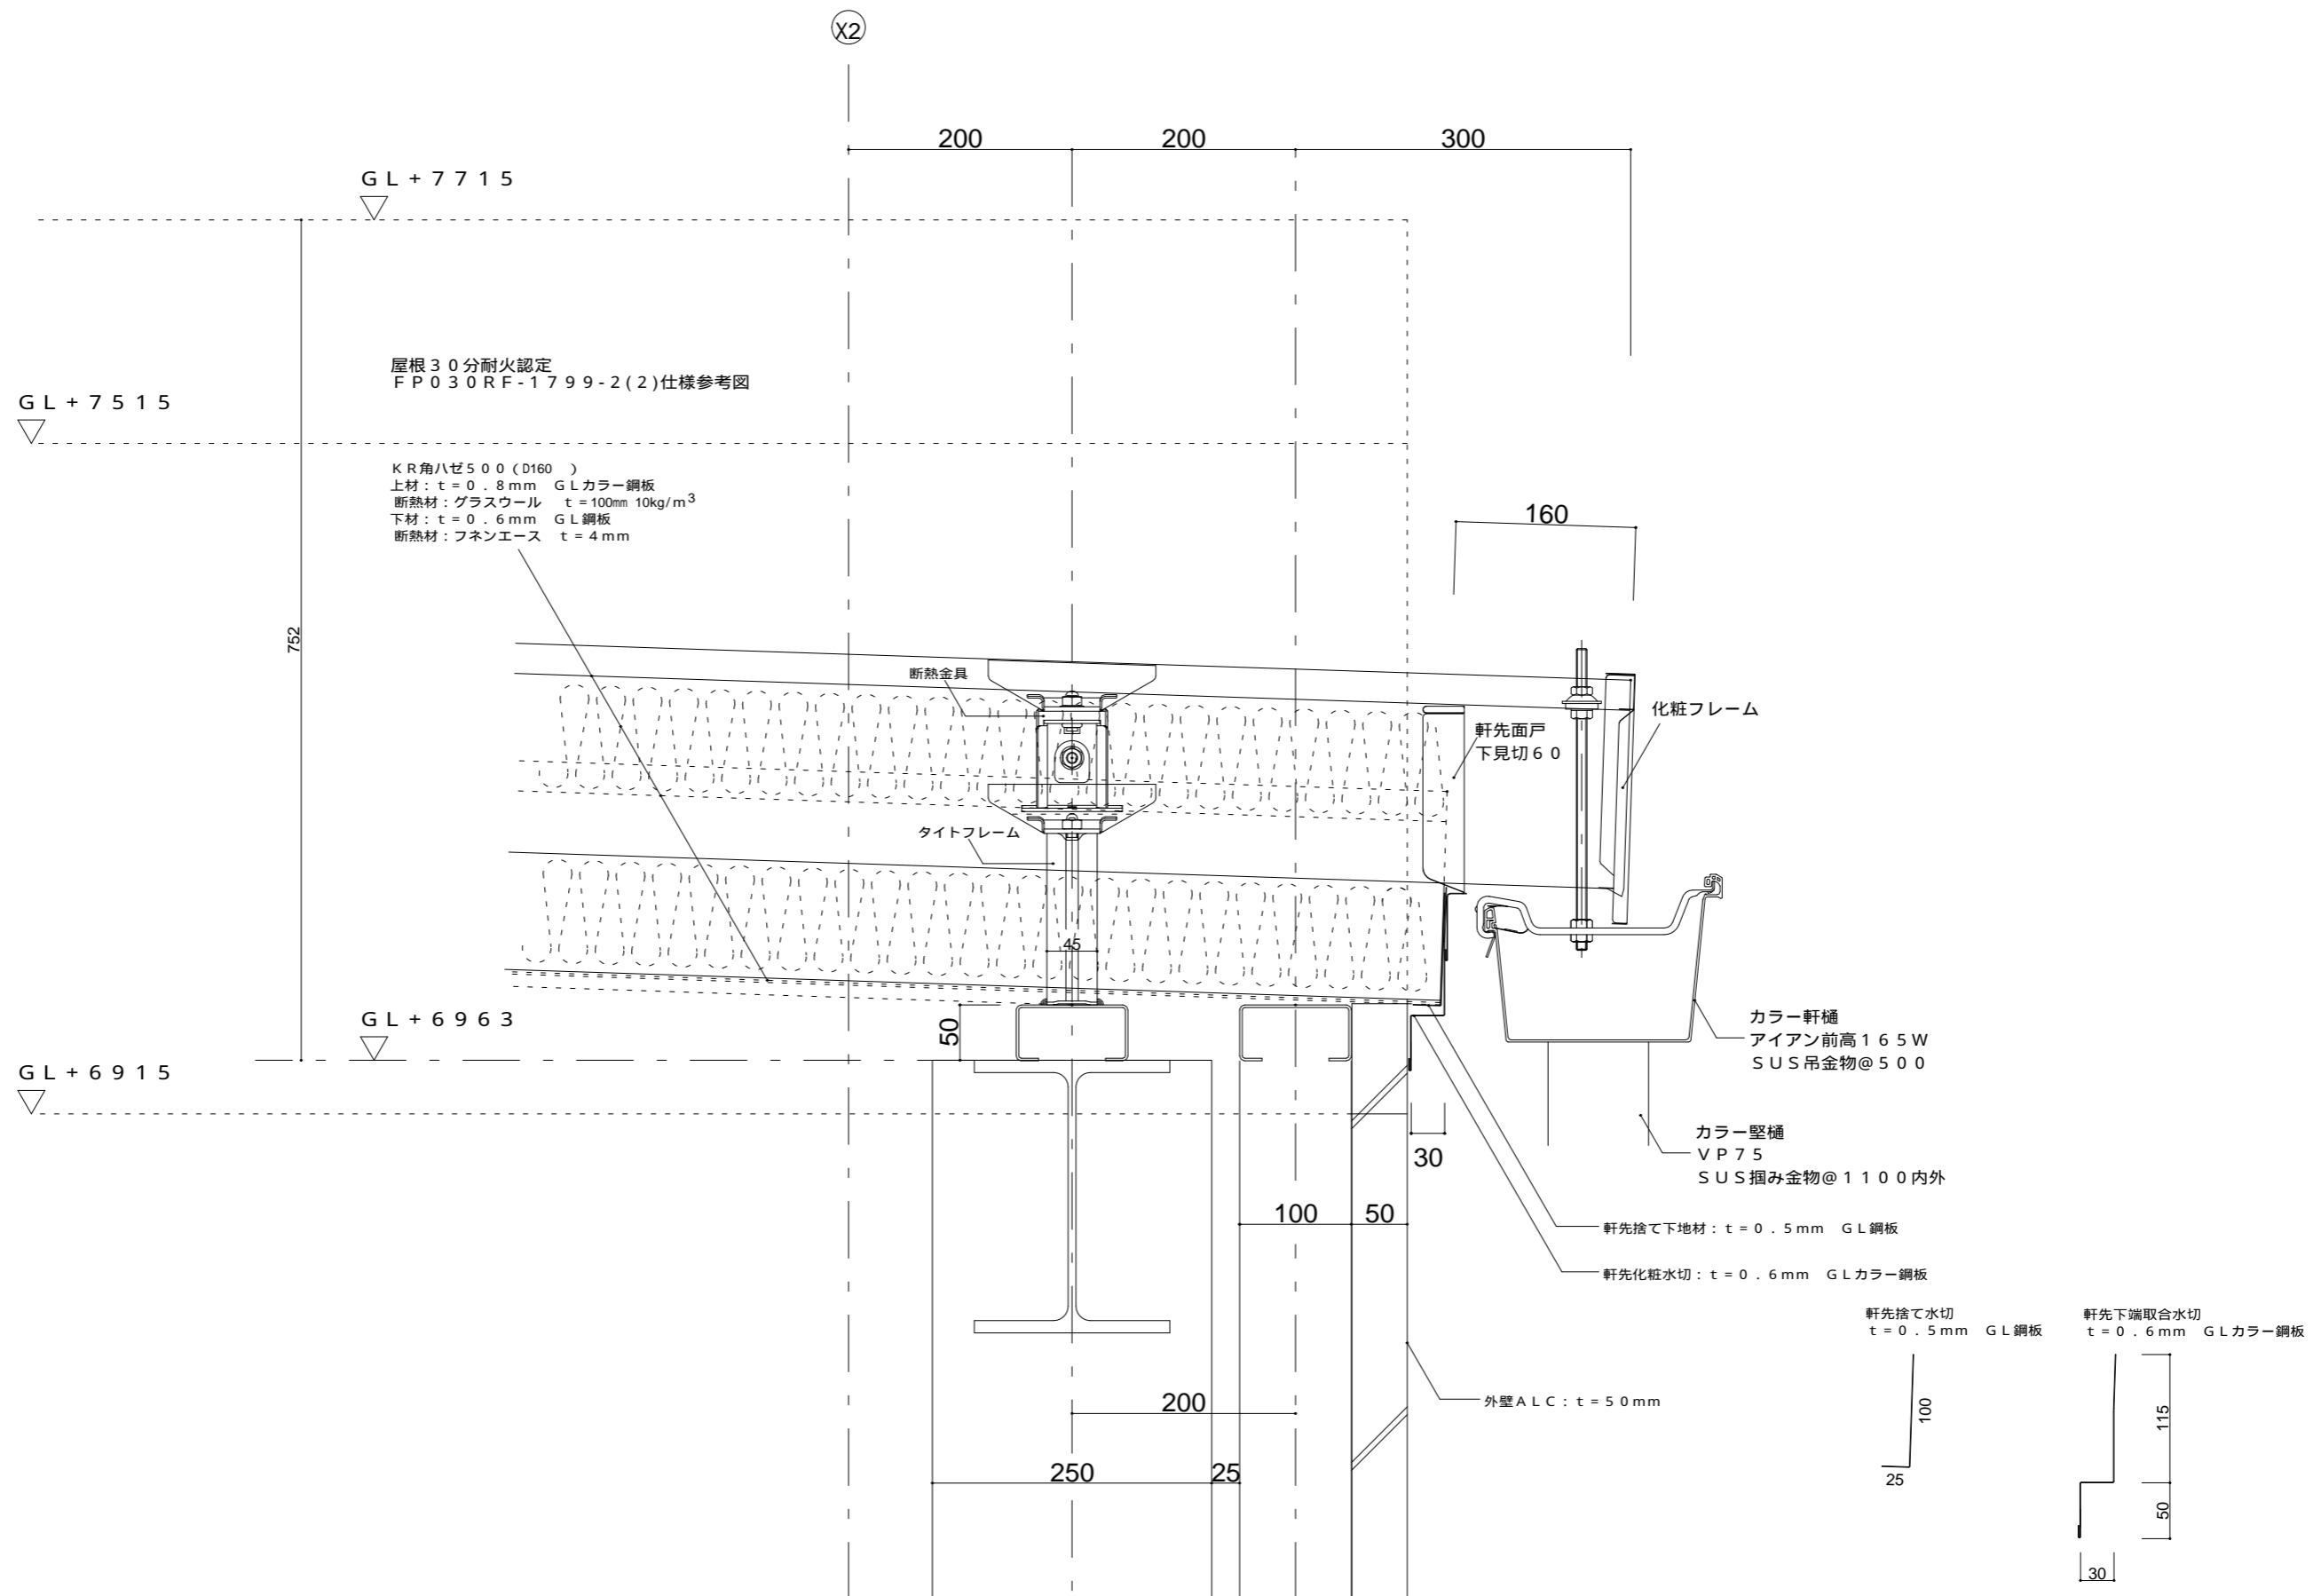 X2
200
200
300
GL+7715
屋根30分耐火認定
FP030RF-1799-2(2)仕様参考図
GL+7515
KR角ハゼ500(D160 )
上材:t=0.8mm GLカラー鋼板
断熱材:グラスウール t=100mm 10kg/m3
下材:t=0.6mm GL鋼板
断熱材:フネンエース t=4mm
160
752
断熱金具
化粧フレーム
軒先面戸
下見切60
タイトフレーム
45
GL+6963
50
カラー軒樋
アイアン前高165W
SUS吊金物@500
GL+6915
30
カラー堅樋
VP75
SUS掴み金物@1100内外
100
50
軒先捨て下地材:t=0.5mm GL鋼板
軒先化粧水切:t=0.6mm GLカラー鋼板
軒先捨て水切
t=0.5mm GL鋼板
軒先下端取合水切
t=0.6mm GLカラー鋼板
200
外壁ALC:t=50mm
100
115
250
25
25
50
30